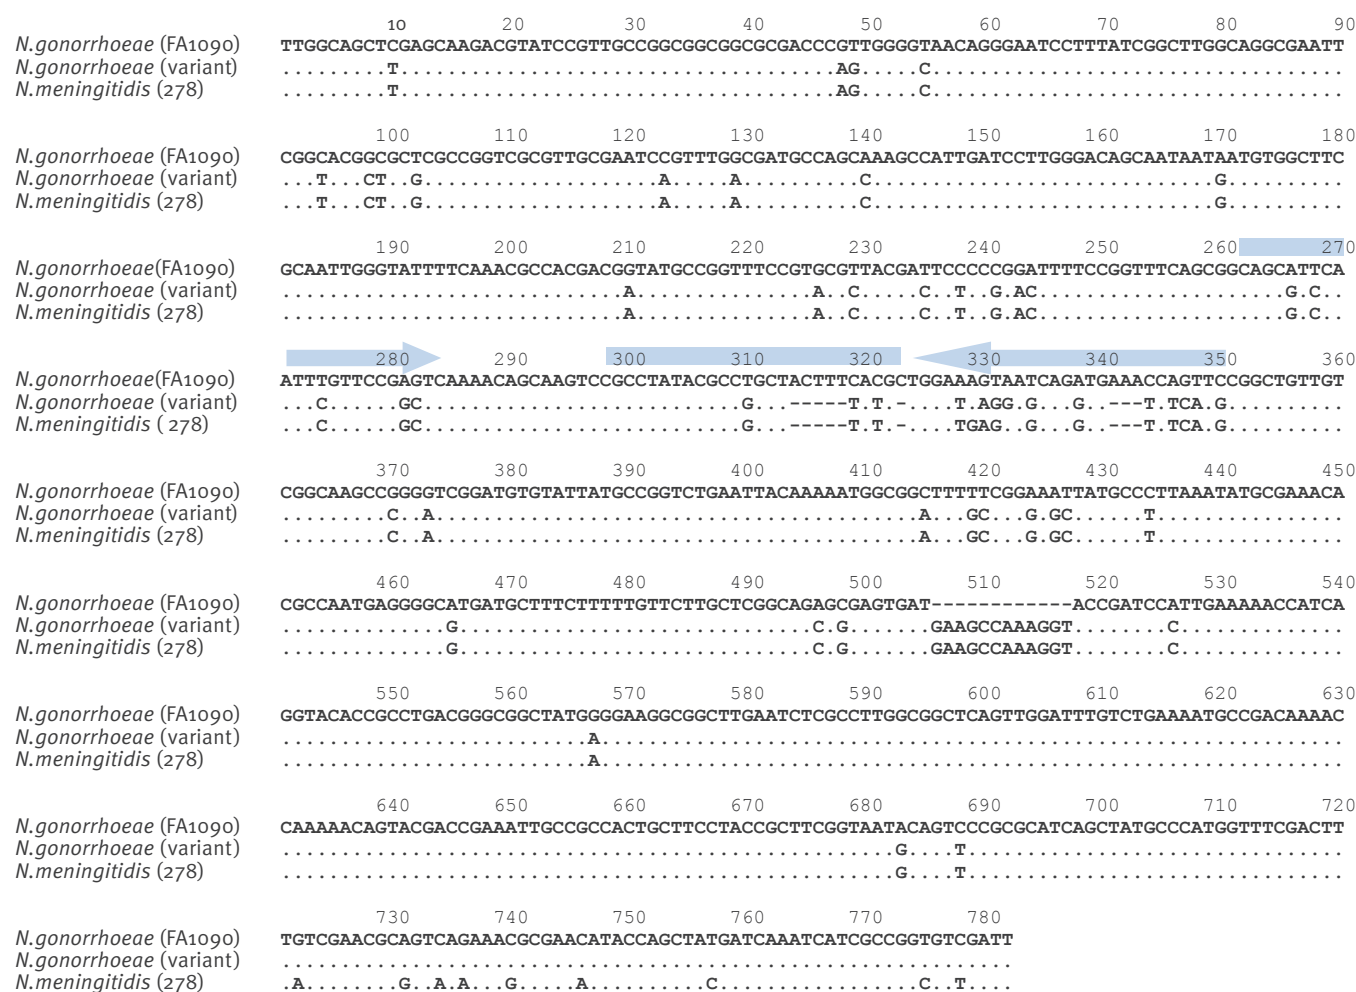 10 20 30 40 50 60 70 80 90
N.gonorrhoeae (FA1090) TTGGCAGCTCGAGCAAGACGTATCCGTTGCCGGCGGCGGCGCGACCCGTTGGGGTAACAGGGAATCCTTTATCGGCTTGGCAGGCGAATT
N.gonorrhoeae (variant) .........T.....................................AG.....C...................................
N.meningitidis (278) .........T.....................................AG.....C...................................
100 110 120 130 140 150 160 170 180
N.gonorrhoeae (FA1090) CGGCACGGCGCTCGCCGGTCGCGTTGCGAATCCGTTTGGCGATGCCAGCAAAGCCATTGATCCTTGGGACAGCAATAATAATGTGGCTTC
N.gonorrhoeae (variant) ...T...CT..G....................A.....A..........C.............................G..........
N.meningitidis (278) ...T...CT..G....................A.....A..........C.............................G..........
190 200 210 220 230 240 250 260 270
N.gonorrhoeae(FA1090) GCAATTGGGTATTTTCAAACGCCACGACGGTATGCCGGTTTCCGTGCGTTACGATTCCCCCGGATTTTCCGGTTTCAGCGGCAGCATTCA
N.gonorrhoeae (variant) .............................A...............A..C.....C..T..G.AC.....................G.C..
N.meningitidis (278) .............................A...............A..C.....C..T..G.AC.....................G.C..
280 290 300 310 320 330 340 350 360
N.gonorrhoeae(FA1090) ATTTGTTCCGAGTCAAAACAGCAAGTCCGCCTATACGCCTGCTACTTTCACGCTGGAAAGTAATCAGATGAAACCAGTTCCGGCTGTTGT
N.gonorrhoeae (variant) ...C......GC...........................G...-----T.T.-....T.AGG.G...G..---T.TCA.G..........
N.meningitidis ( 278) ...C......GC...........................G...-----T.T.-....TGAG..G...G..---T.TCA.G..........
370 380 390 400 410 420 430 440 450
N.gonorrhoeae (FA1090) CGGCAAGCCGGGGTCGGATGTGTATTATGCCGGTCTGAATTACAAAAATGGCGGCTTTTTCGGAAATTATGCCCTTAAATATGCGAAACA
N.gonorrhoeae (variant) .........C..A.........................................A...GC...G.GC......T................
N.meningitidis (278) .........C..A.........................................A...GC...G.GC......T................
460 470 480 490 500 510 520 530 540
N.gonorrhoeae (FA1090) CGCCAATGAGGGGCATGATGCTTTCTTTTTGTTCTTGCTCGGCAGAGCGAGTGAT------------ACCGATCCATTGAAAAACCATCA
N.gonorrhoeae (variant) ..............G..............................C.G.......GAAGCCAAAGGT........C..............
N.meningitidis (278) ..............G..............................C.G.......GAAGCCAAAGGT........C..............
550 560 570 580 590 600 610 620 630
N.gonorrhoeae (FA1090) GGTACACCGCCTGACGGGCGGCTATGGGGAAGGCGGCTTGAATCTCGCCTTGGCGGCTCAGTTGGATTTGTCTGAAAATGCCGACAAAAC
N.gonorrhoeae (variant) ..........................A...............................................................
N.meningitidis (278) ..........................A...............................................................
640 650 660 670 680 690 700 710 720
N.gonorrhoeae (FA1090) CAAAAACAGTACGACCGAAATTGCCGCCACTGCTTCCTACCGCTTCGGTAATACAGTCCCGCGCATCAGCTATGCCCATGGTTTCGACTT
N.gonorrhoeae (variant) ....................................................G....T................................
N.meningitidis (278) ....................................................G....T................................
730 740 750 760 770 780
N.gonorrhoeae (FA1090) TGTCGAACGCAGTCAGAAACGCGAACATACCAGCTATGATCAAATCATCGCCGGTGTCGATT
N.gonorrhoeae (variant) ..............................................................
N.meningitidis (278) .A........G..A.A...G.....A..........C.................C..T....